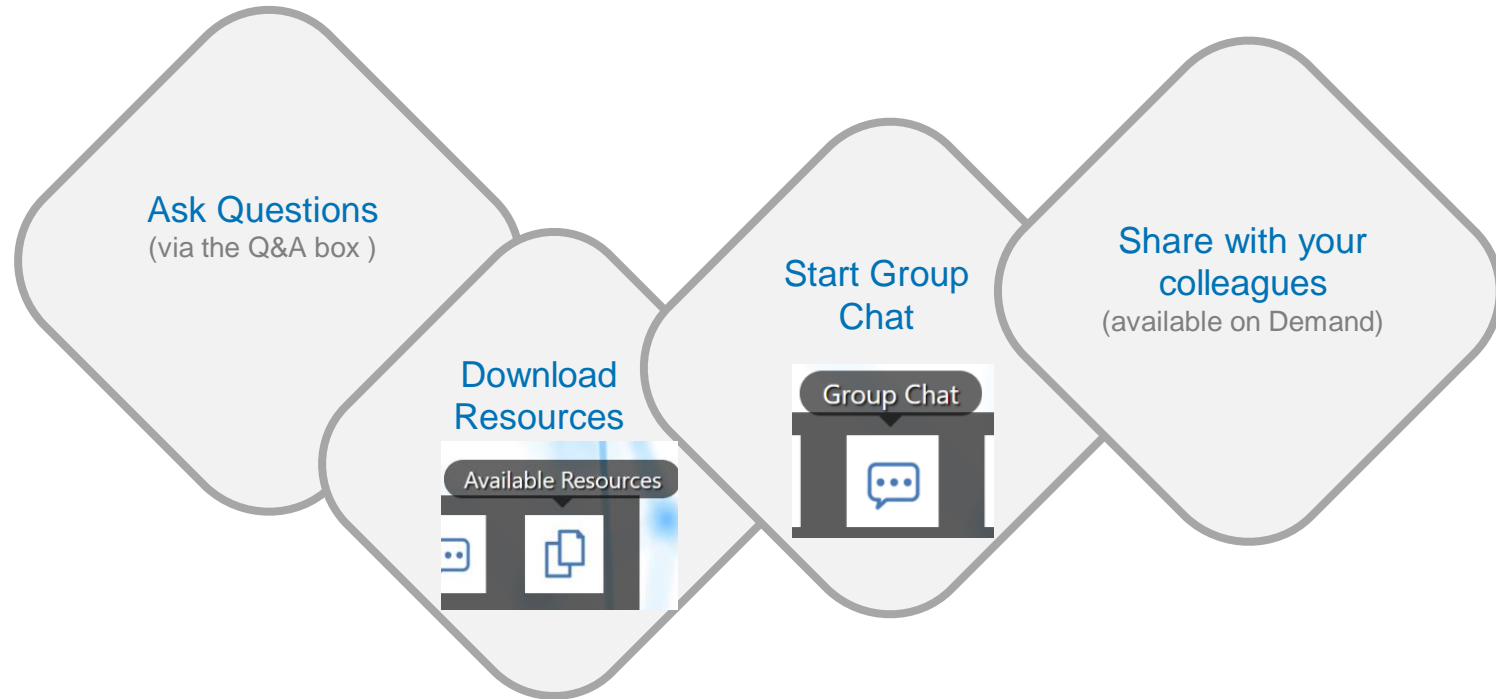 Ask Questions
(via the Q&A box )
Download
Resources
Available Resources
Start Group
Chat
Group Chat
Share with your
colleagues
(available on Demand)